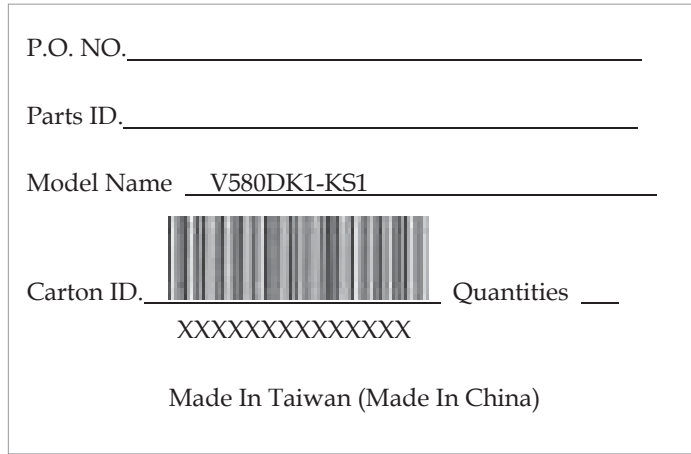 P.O. NO.
Parts ID.
Model Name V580DK1-KS1
Carton ID. Quantities
XXXXXXXXXXXXXX
Made In Taiwan (Made In China)